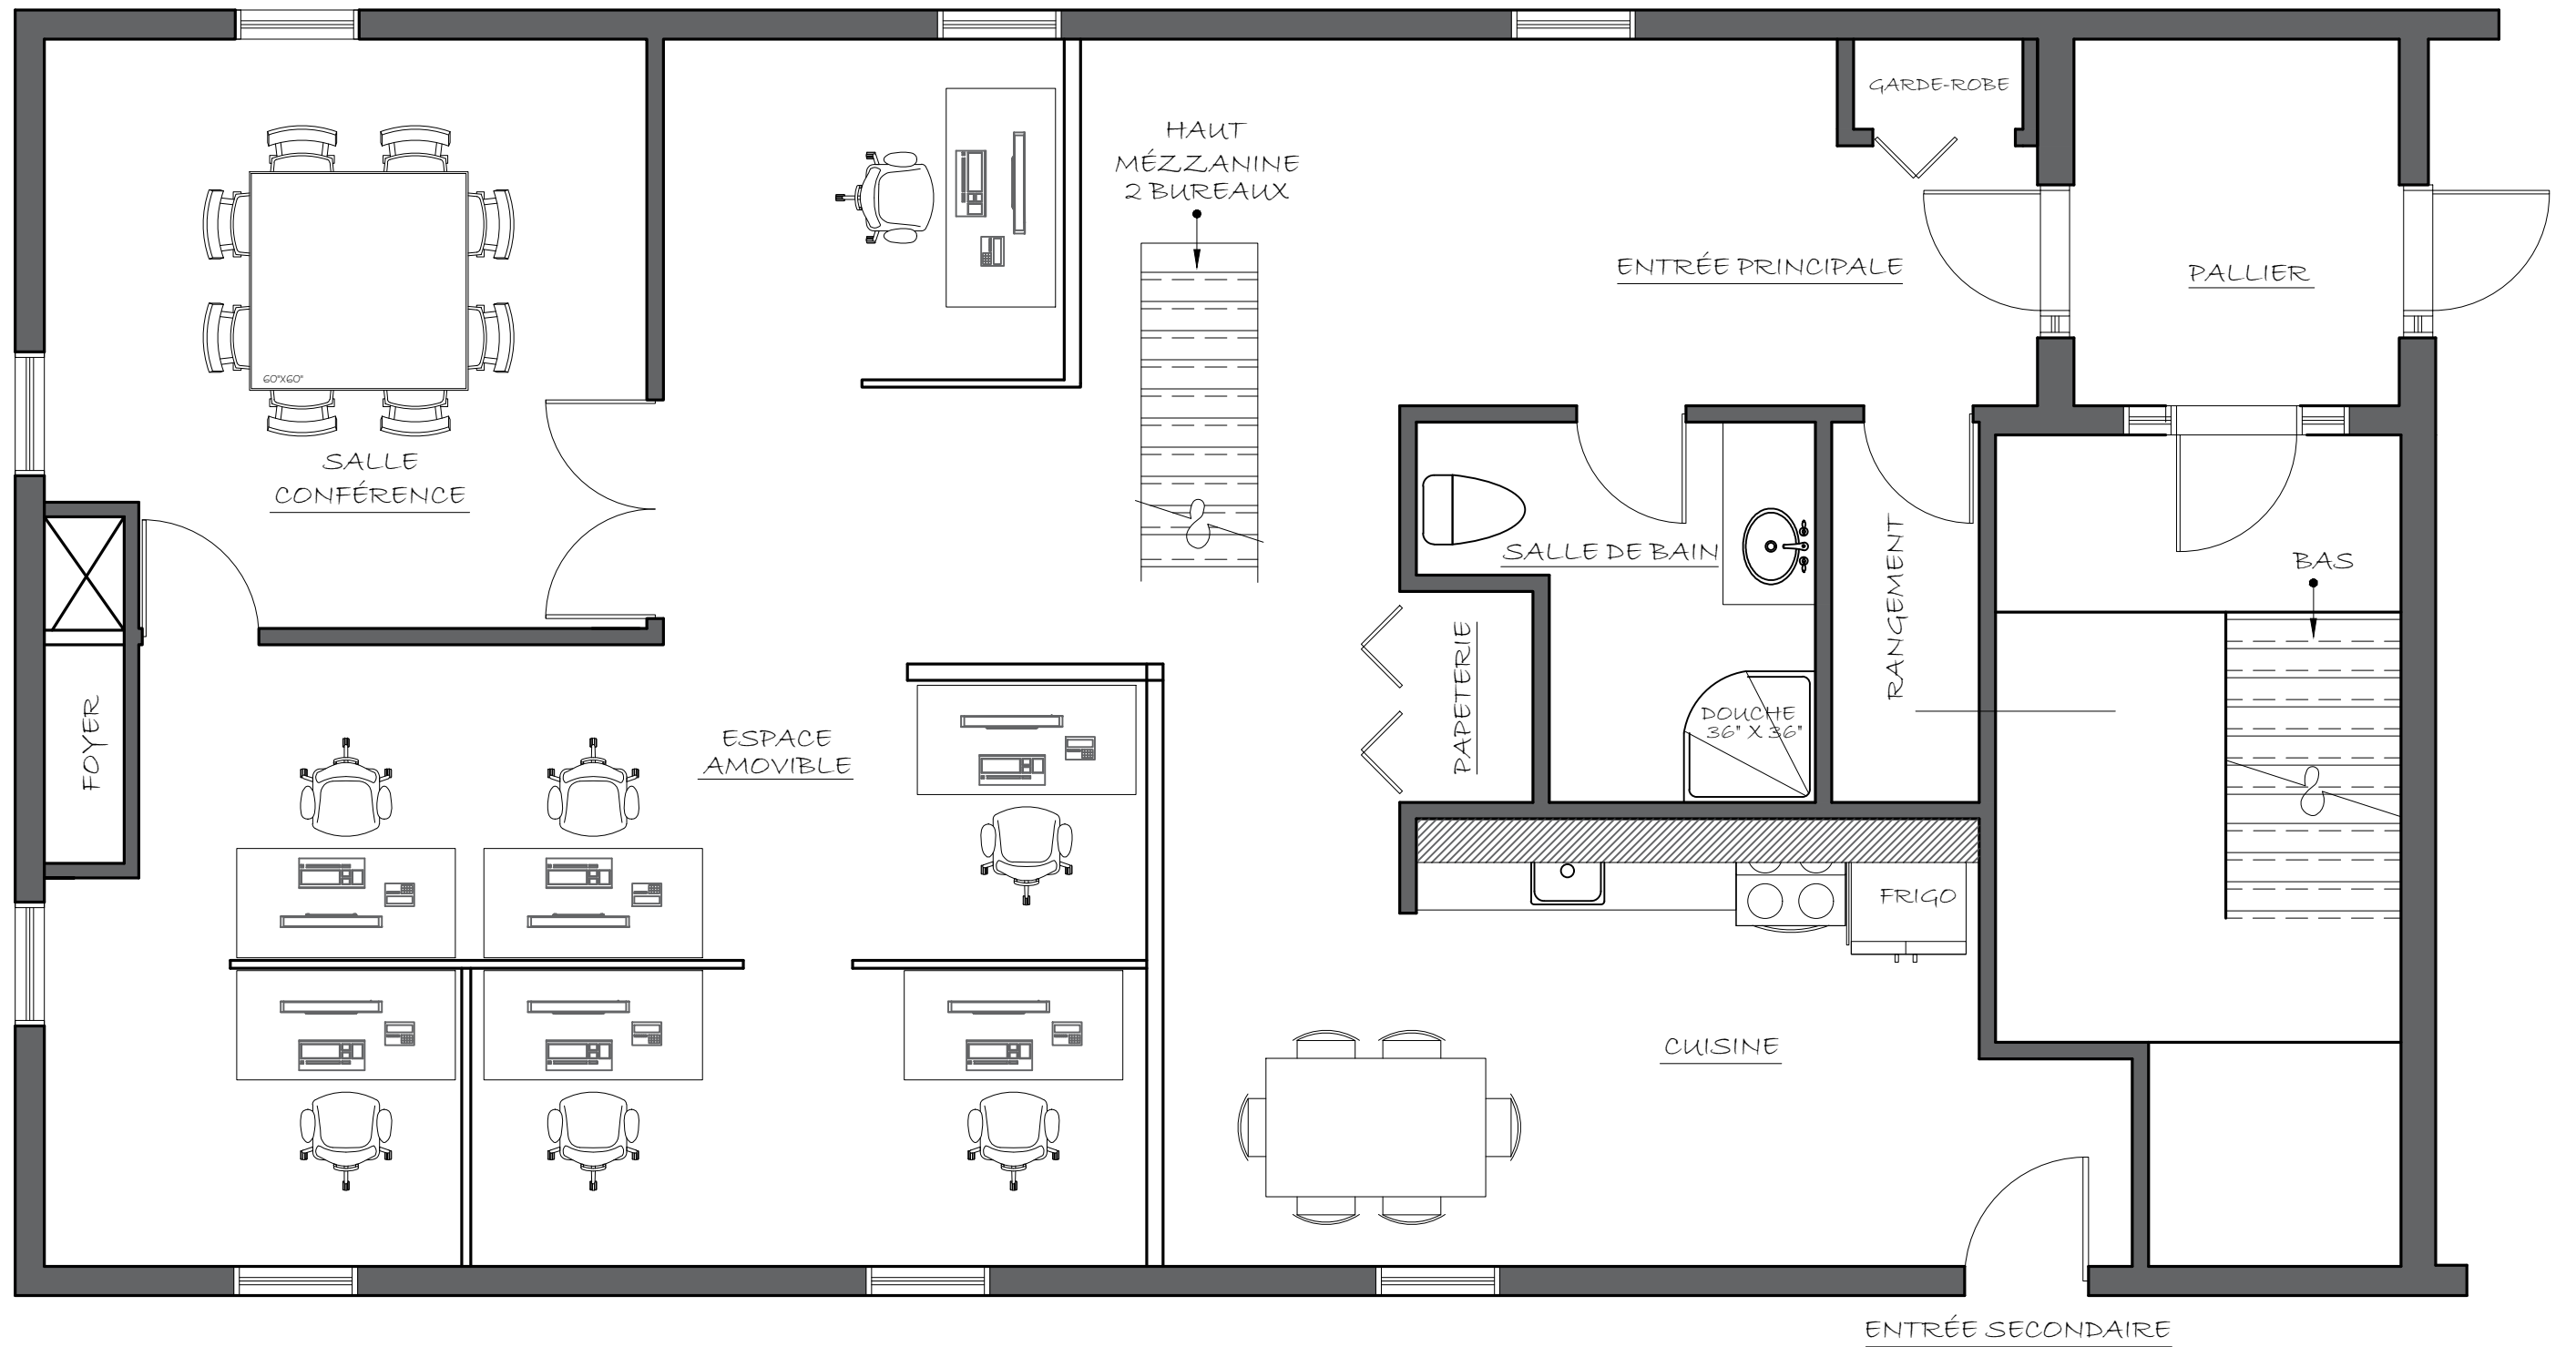 GARDE-ROBE
HAUT
MÉZZANINE
2 BUREAUX
ENTRÉE PRINCIPALE
PALLIER
60"X60"
SALLE
CONFÉRENCE
SALLE DE BAIN
RANGEMENT
BAS
PAPETERIE
DOUCHE
36" X 36"
FOYER
ESPACE
AMOVIBLE
FRIGO
CUISINE
ENTRÉE SECONDAIRE